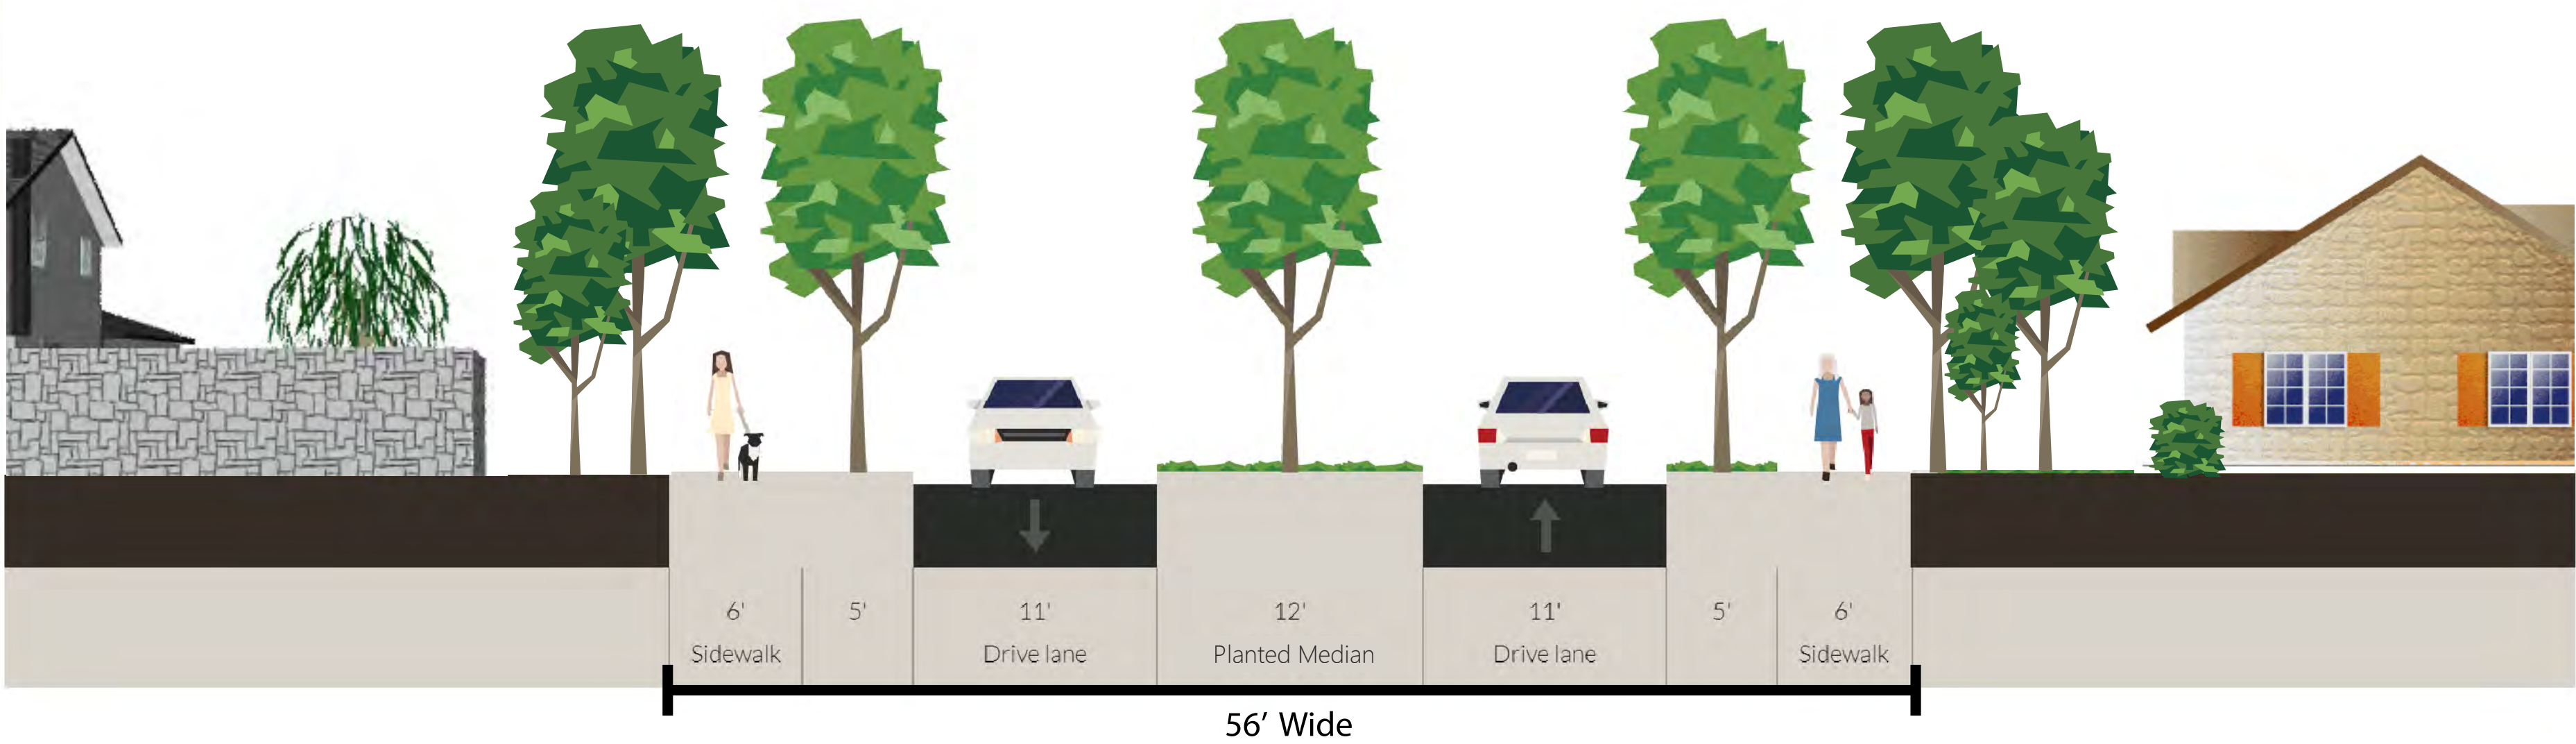 6'
Sidewalk
5'
11'
Drive lane
12'
Planted Median
11'
Drive lane
5'
6'
Sidewalk
56’ Wide